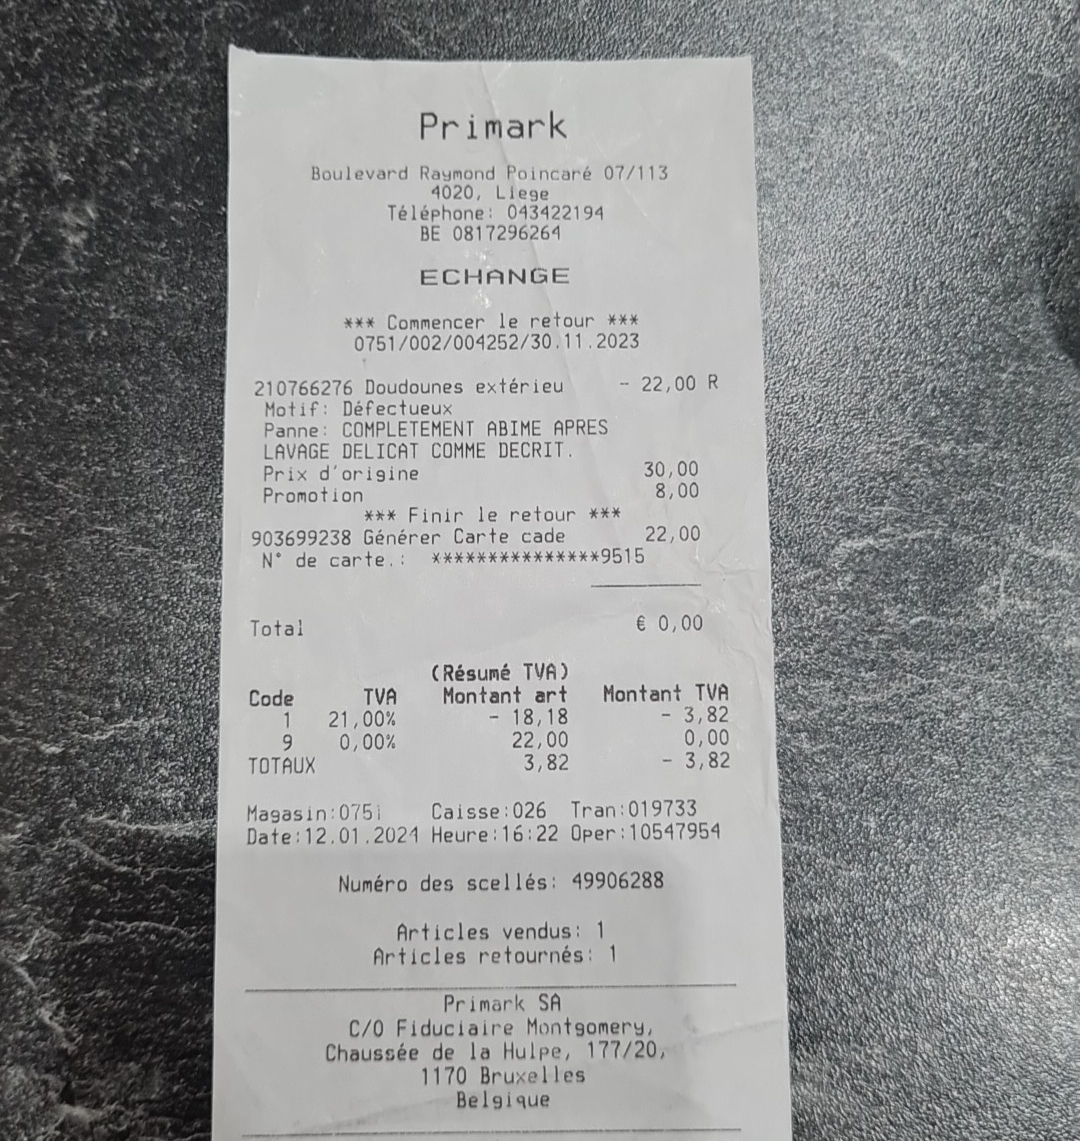 Primark
Boulevard Raymond Poincaré 07/113
4020, Liege
Téléphone: 043422194
BE 0817296264
ECHANGE
*** Commencer le retour ***
0751/002/004252/30.11.2023
210766276 Doudounes extérieu - 22,00 R
Motif: Défectueux
Panne: COMPLETEMENT ABIME APRES
LAVAGE DELICAT COMME DECRIT.
Prix d'origine 30,00
Promotion 8,00
*** Finir le retour ***
903699238 Générer Carte cade 22,00
N° de carte.: ***************9515
Total € 0,00
(Résumé TVA)
Code TVA Montant art Montant TVA
1 21,00% - 18,18 - 3,82
9 0,00% 22,00 0,00
TOTAUX 3,82 - 3,82
Magasin:0751 Caisse:026 Tran:019733
Date:12.01.2024 Heure:16:22 Oper:10547954
Numéro des scellés: 49906288
Articles vendus: 1
Articles retournés: 1
Primark SA
C/O Fiduciaire Montgomery,
Chaussée de la Hulpe, 177/20,
1170 Bruxelles
Belgique